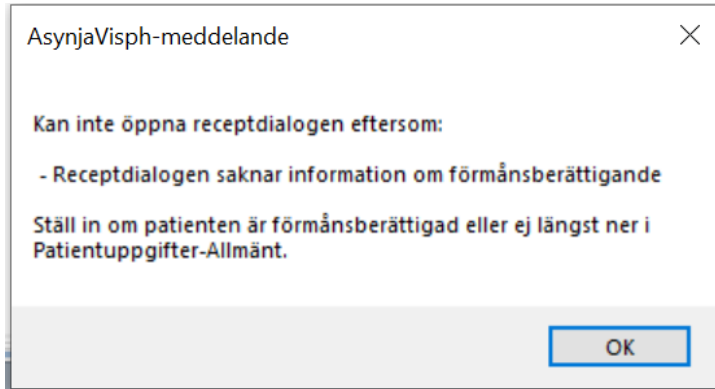 AsynjaVisph-meddelande
Kan inte öppna receptdialogen eftersom:
- Receptdialogen saknar information om förmånsberättigande
Ställ in om patienten är förmånsberättigad eller ej längst ner i
Patientuppgifter-Allmänt.
OK